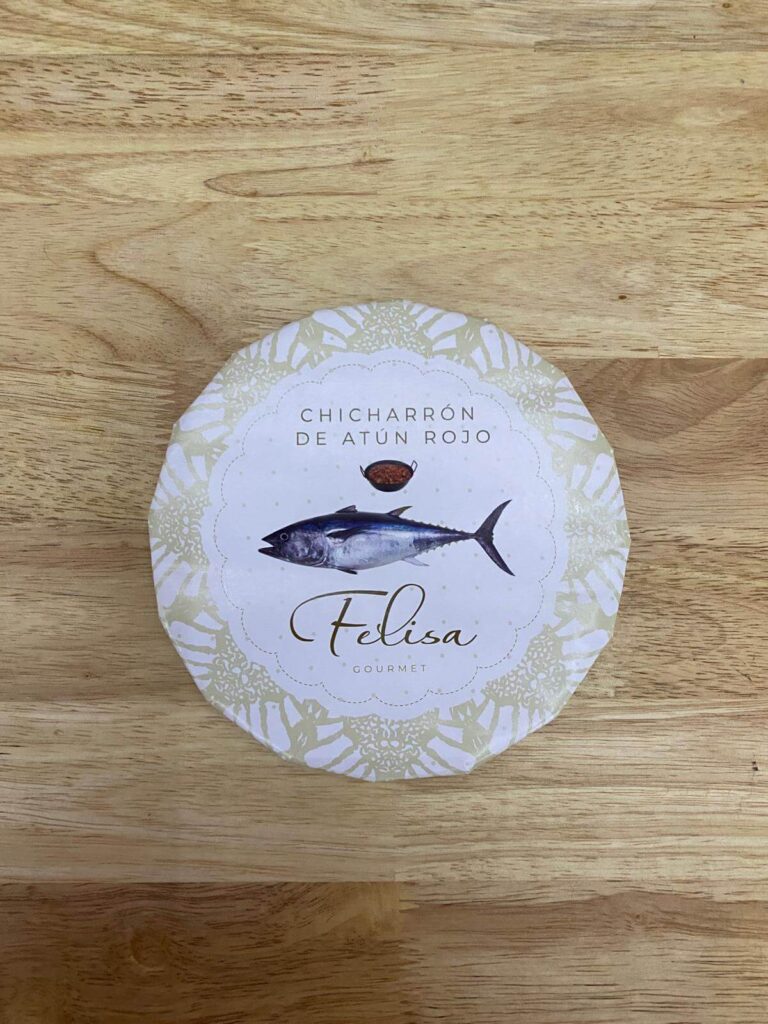 CHICHARRÓN
DE ATÚN ROJO
Felisa
GOURMET